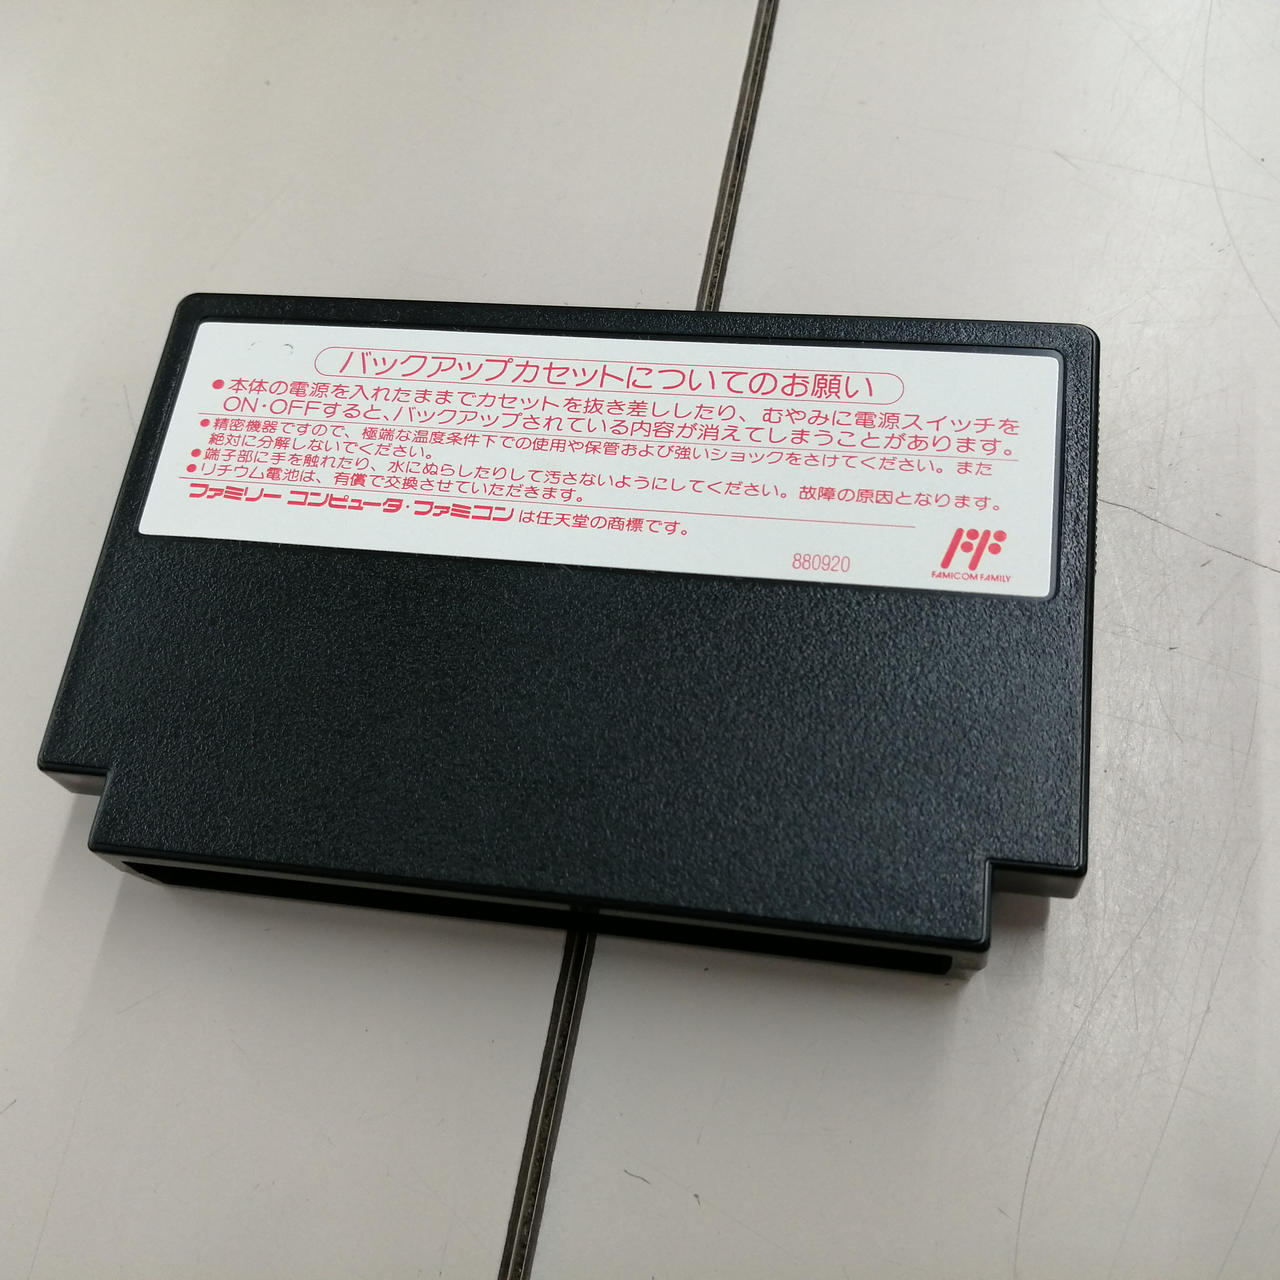 バックアップカセットについてのお願い
●本体の電源を入れたままでカセットを抜き差ししたり、むやみに電源スイッチを
ON・OFFすると、バックアップされている内容が消えてしまうことがあります。
●精密機器ですので、極端な温度条件下での使用や保管および強いショックをさけてください。また
絶対に分解しないでください。
●端子部に手を触れたり、水にぬらしたりして汚さないようにしてください。故障の原因となります。
●リチウム電池は、有償で交換させていただきます。
ファミリー コンピュータ・ファミコン は任天堂の商標です。
880920
FAMICOM FAMILY